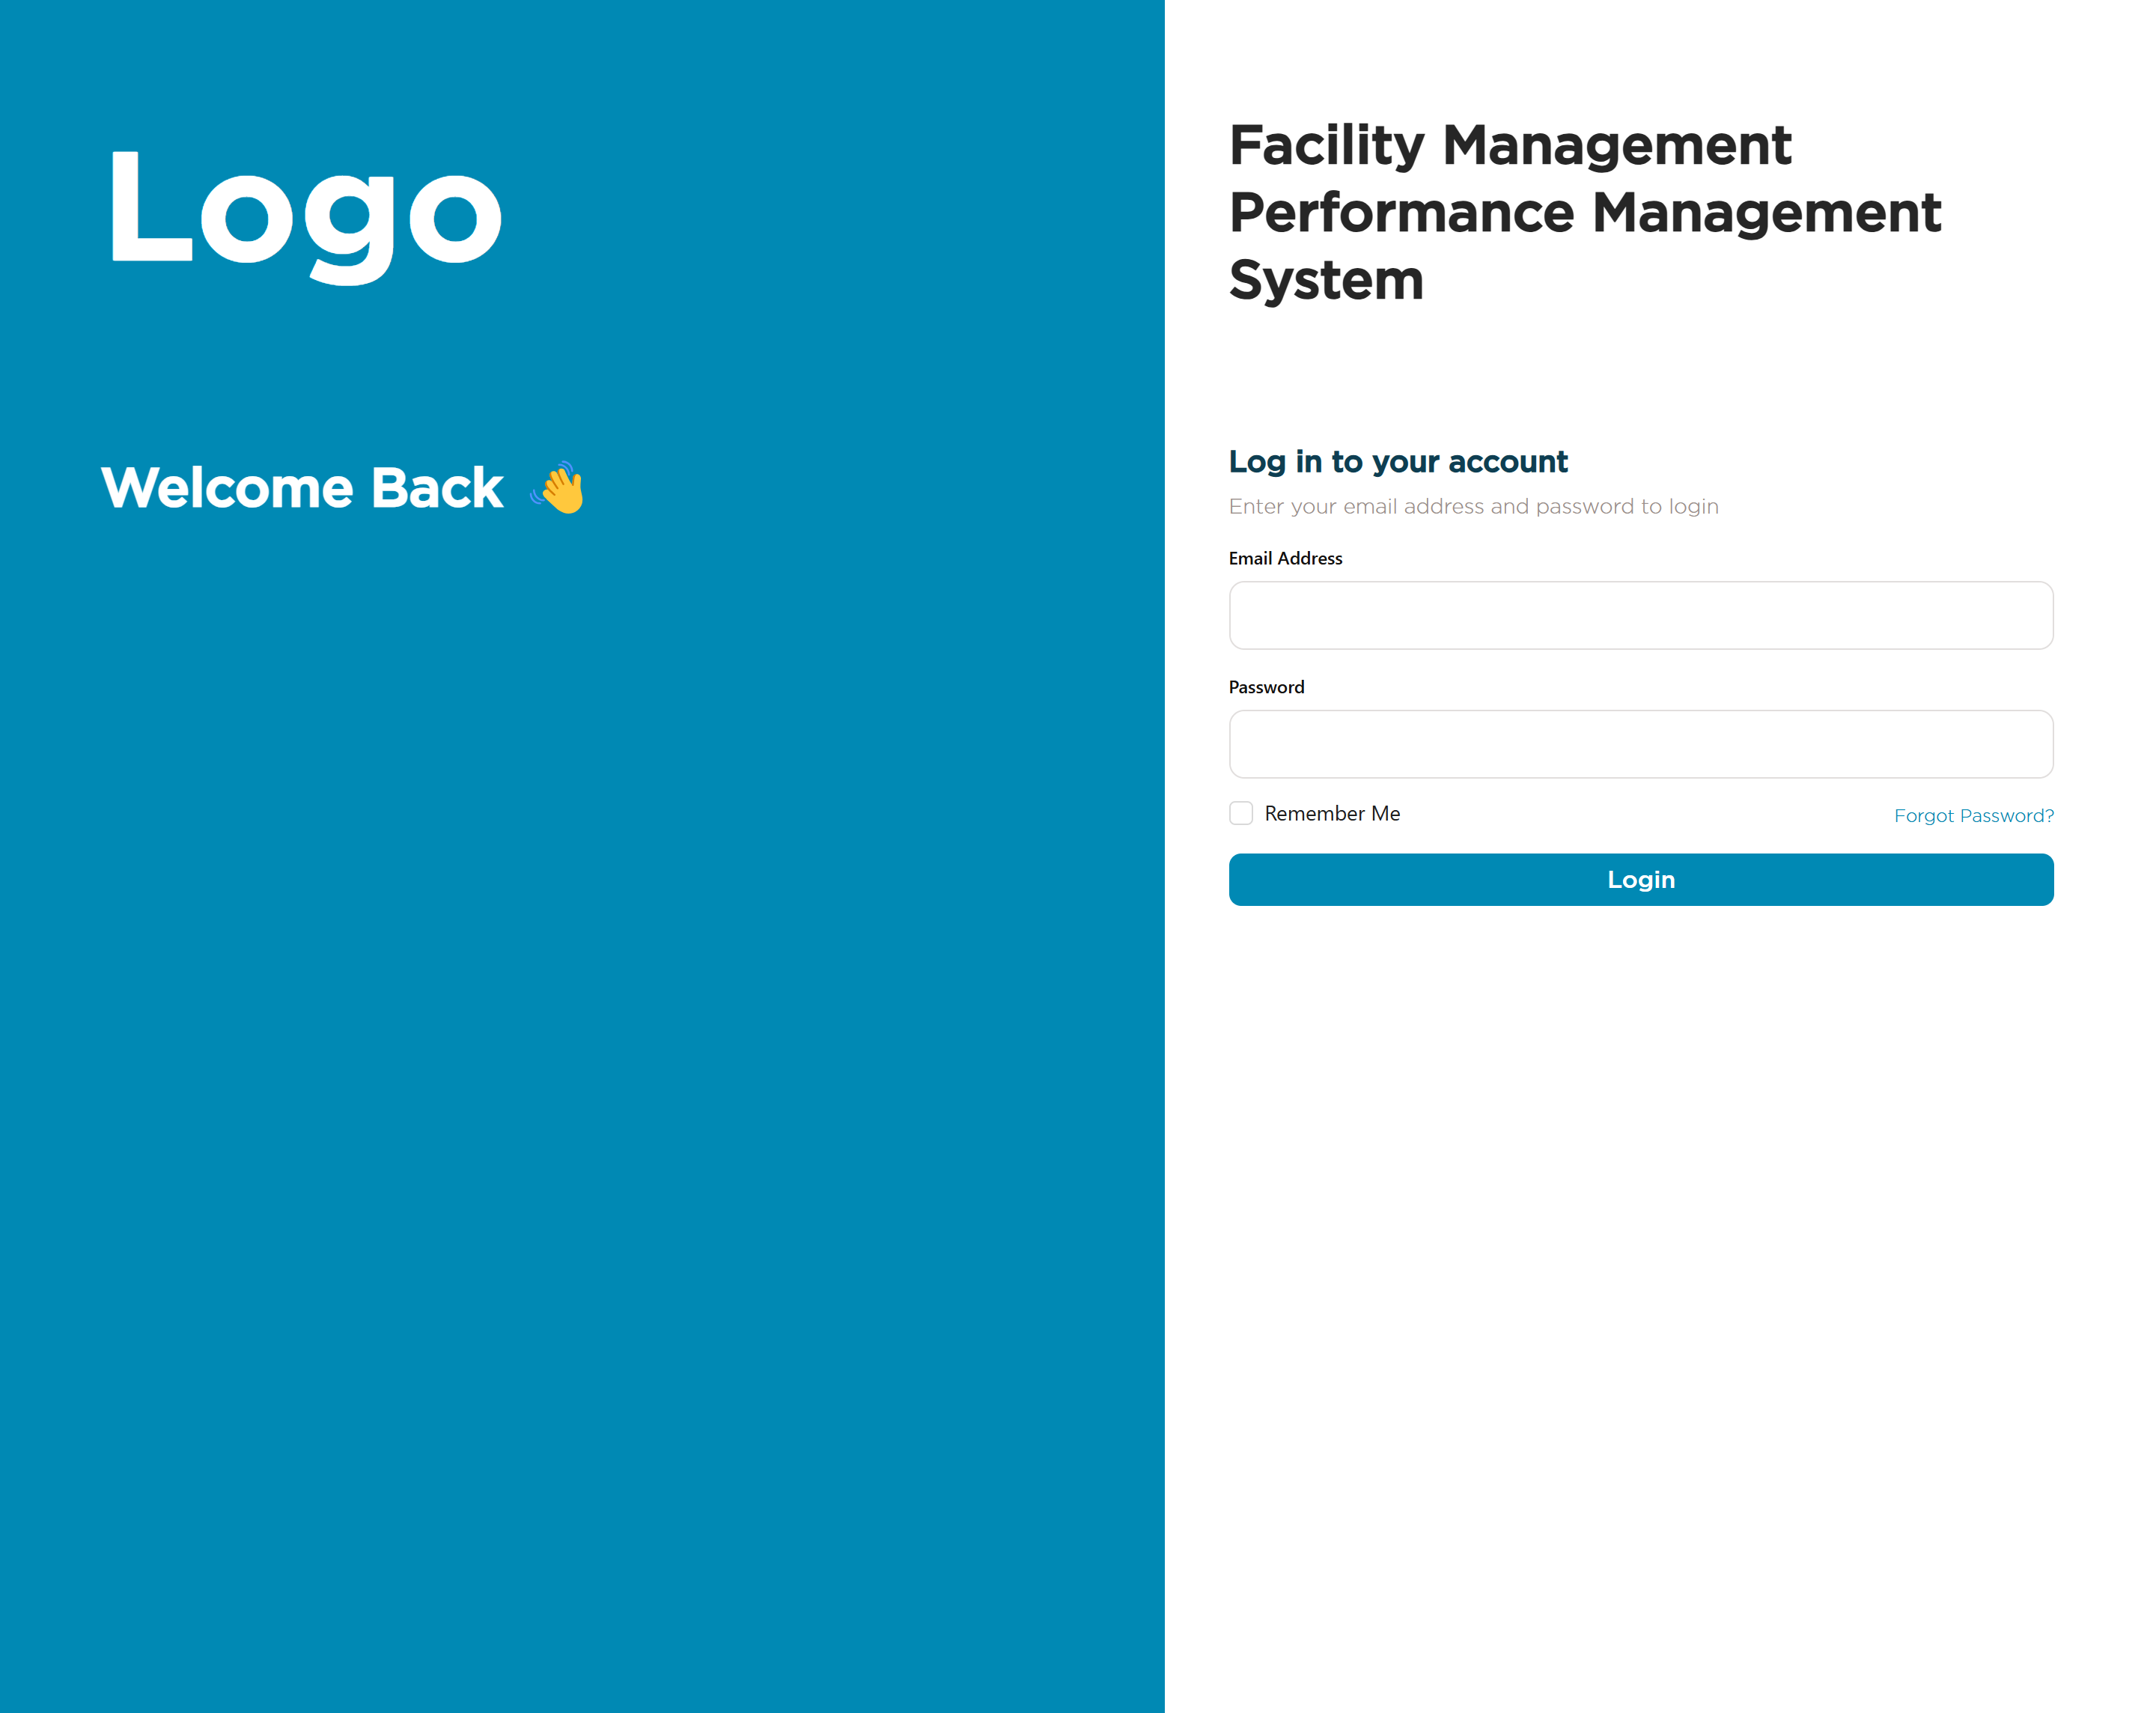 Logo
Welcome Back 👋
Facility Management
Performance Management
System
Log in to your account
Enter your email address and password to login
Email Address
Password
Remember Me
Forgot Password?
Login